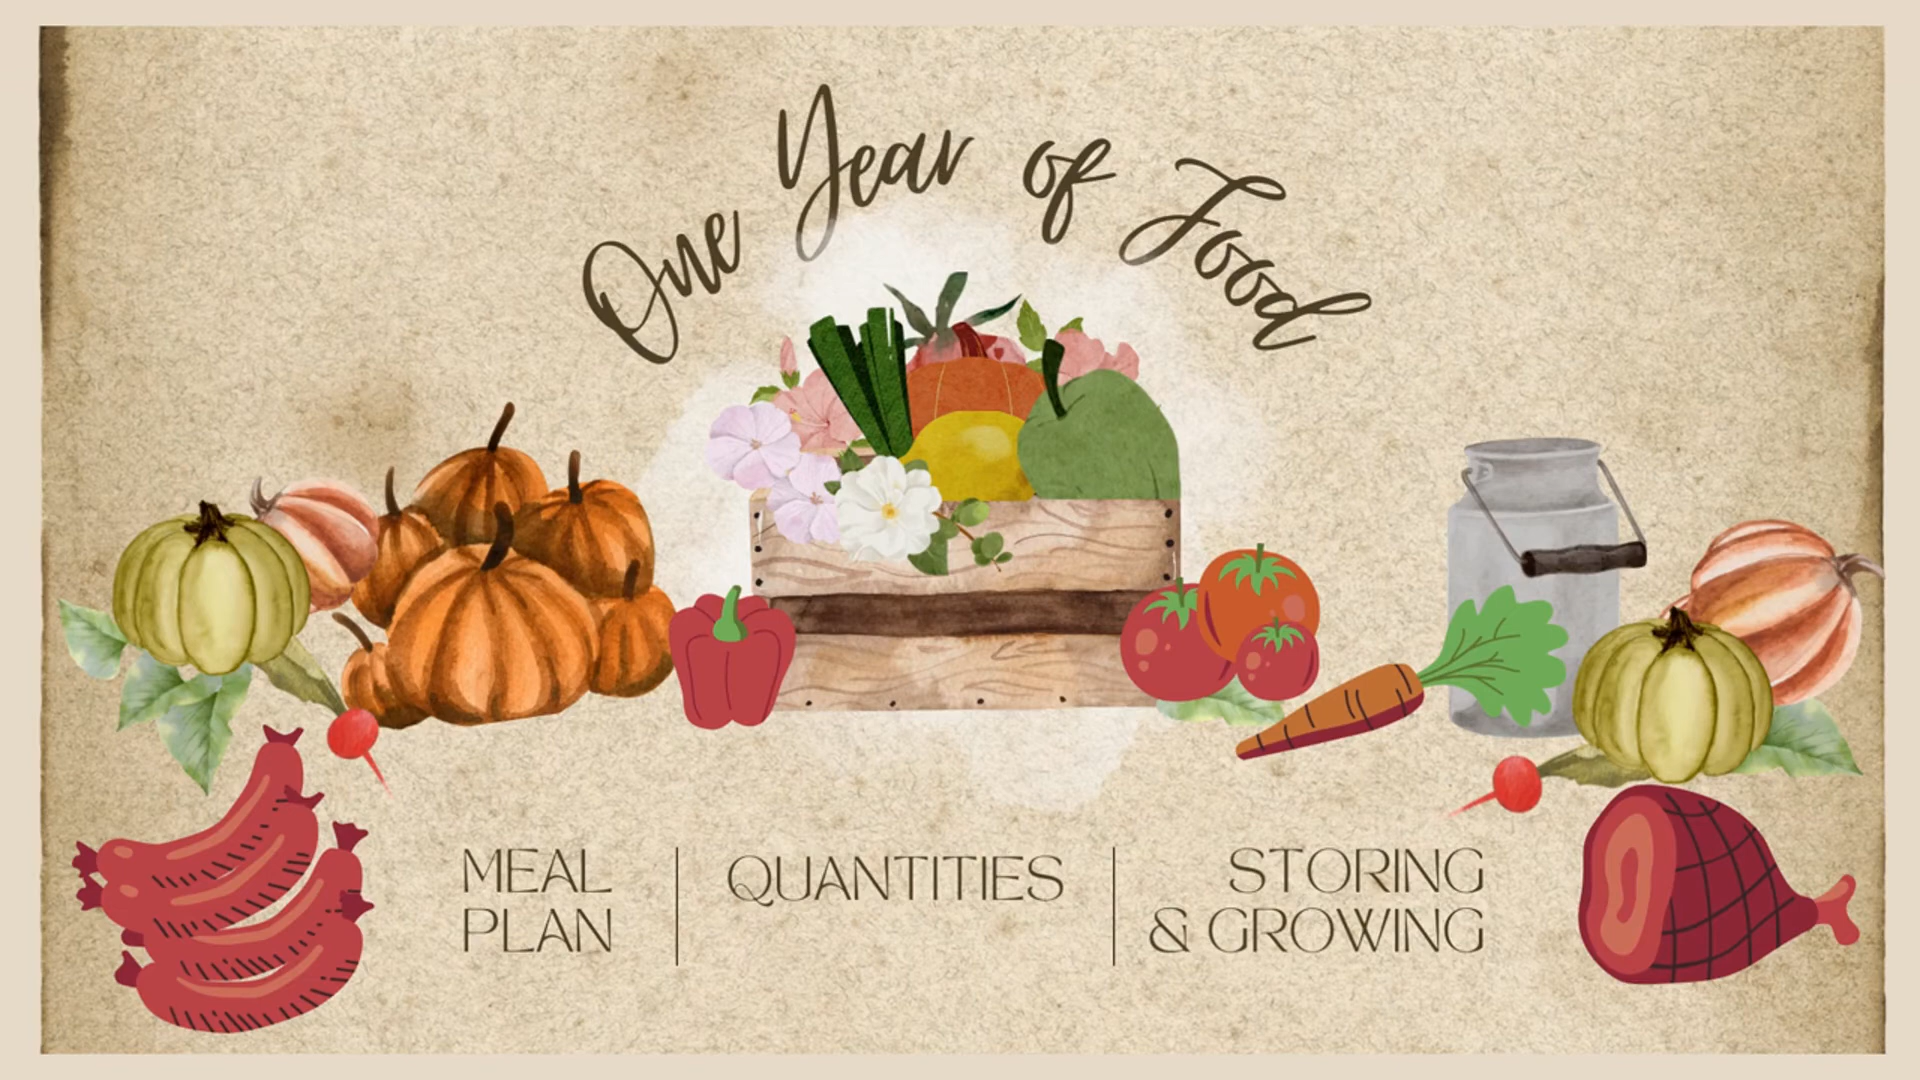 One Year of Food
MEAL
PLAN
QUANTITIES
STORING
& GROWING